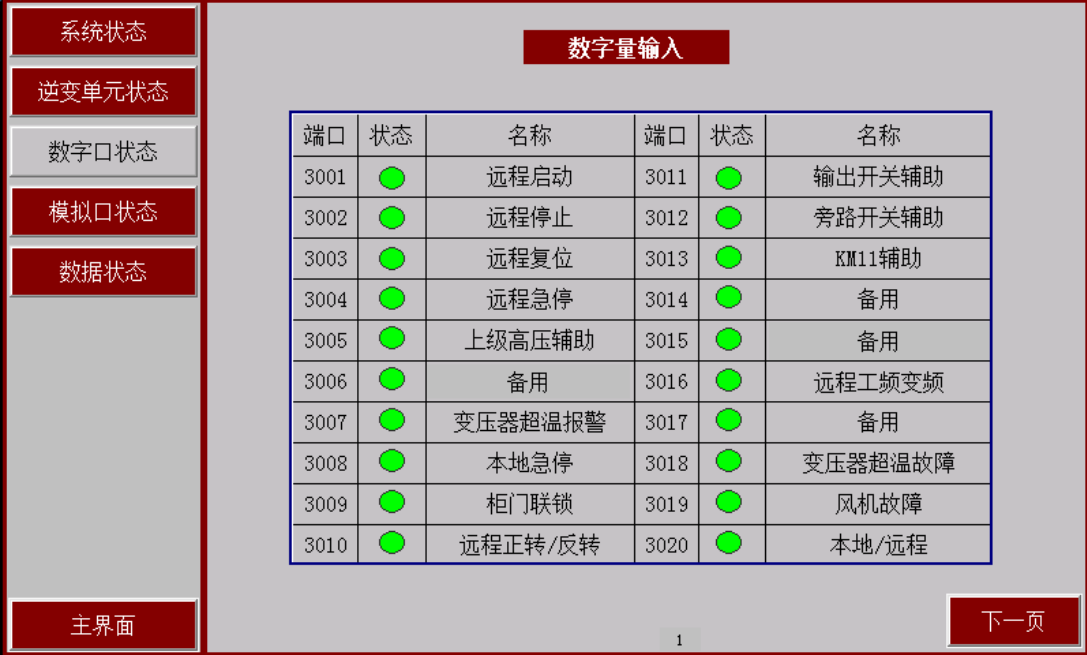 系统状态
逆变单元状态
数字口状态
模拟口状态
数据状态
主界面
数字量输入
端口 状态 名称 端口 状态 名称
3001 远程启动 3011 输出开关辅助
3002 远程停止 3012 旁路开关辅助
3003 远程复位 3013 KM11辅助
3004 远程急停 3014 备用
3005 上级高压辅助 3015 备用
3006 备用 3016 远程工频变频
3007 变压器超温报警 3017 备用
3008 本地急停 3018 变压器超温故障
3009 柜门联锁 3019 风机故障
3010 远程正转/反转 3020 本地/远程
1
下一页